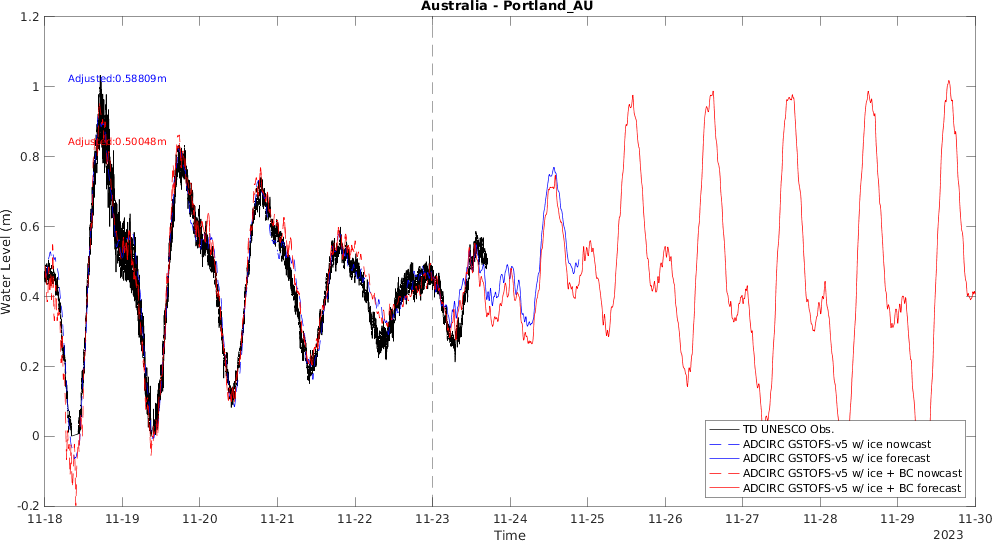 Australia - Portland_AU
1.2
1
0.8
0.6
0.4
0.2
0
-0.2
Water Level (m)
Adjusted:0.58809m
Adjusted:0.50048m
TD UNESCO Obs.
ADCIRC GSTOFS-v5 w/ ice nowcast
ADCIRC GSTOFS-v5 w/ ice forecast
ADCIRC GSTOFS-v5 w/ ice + BC nowcast
ADCIRC GSTOFS-v5 w/ ice + BC forecast
11-18 11-19 11-20 11-21 11-22 11-23 11-24 11-25 11-26 11-27 11-28 11-29 11-30
Time
2023